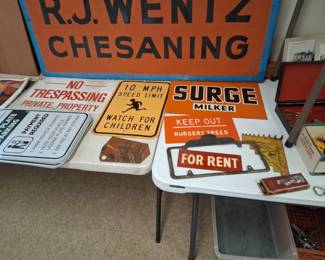 R.J. WENTZ
CHESANING
NO
TRESPASSING
PRIVATE PROPERTY
10 MPH
SPEED LIMIT
WATCH FOR
CHILDREN
SURGE
MILKER
KEEP OUT
NURSERY TREES
FOR RENT
REQUIRED